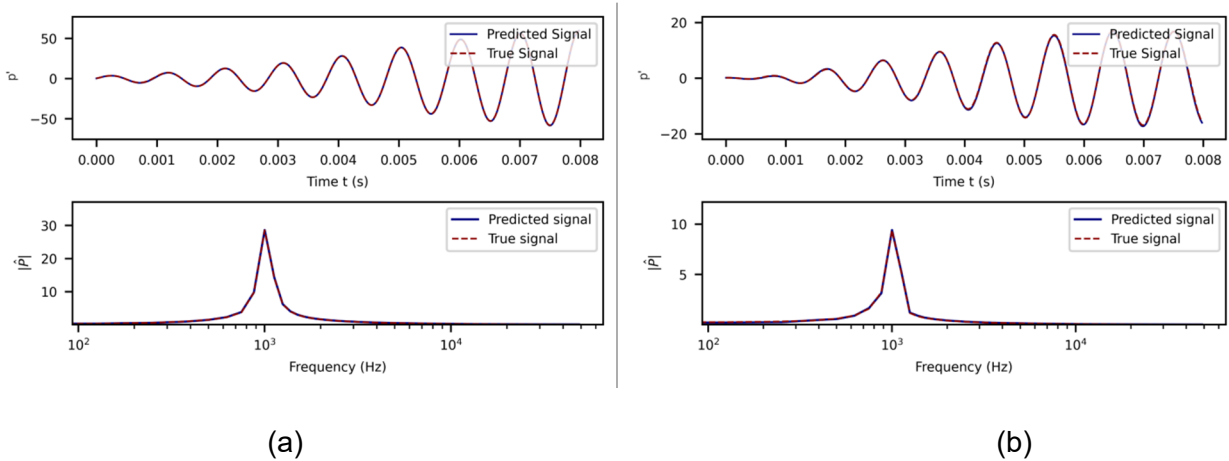 50
0
−50
p'
Predicted Signal
True Signal
0.000 0.001 0.002 0.003 0.004 0.005 0.006 0.007 0.008
Time t (s)
30
20
10
|P̂|
Predicted signal
True signal
10² 10³ 10⁴
Frequency (Hz)
(a)
20
0
−20
p'
Predicted Signal
True Signal
0.000 0.001 0.002 0.003 0.004 0.005 0.006 0.007 0.008
Time t (s)
10
5
|P̂|
Predicted signal
True signal
10² 10³ 10⁴
Frequency (Hz)
(b)